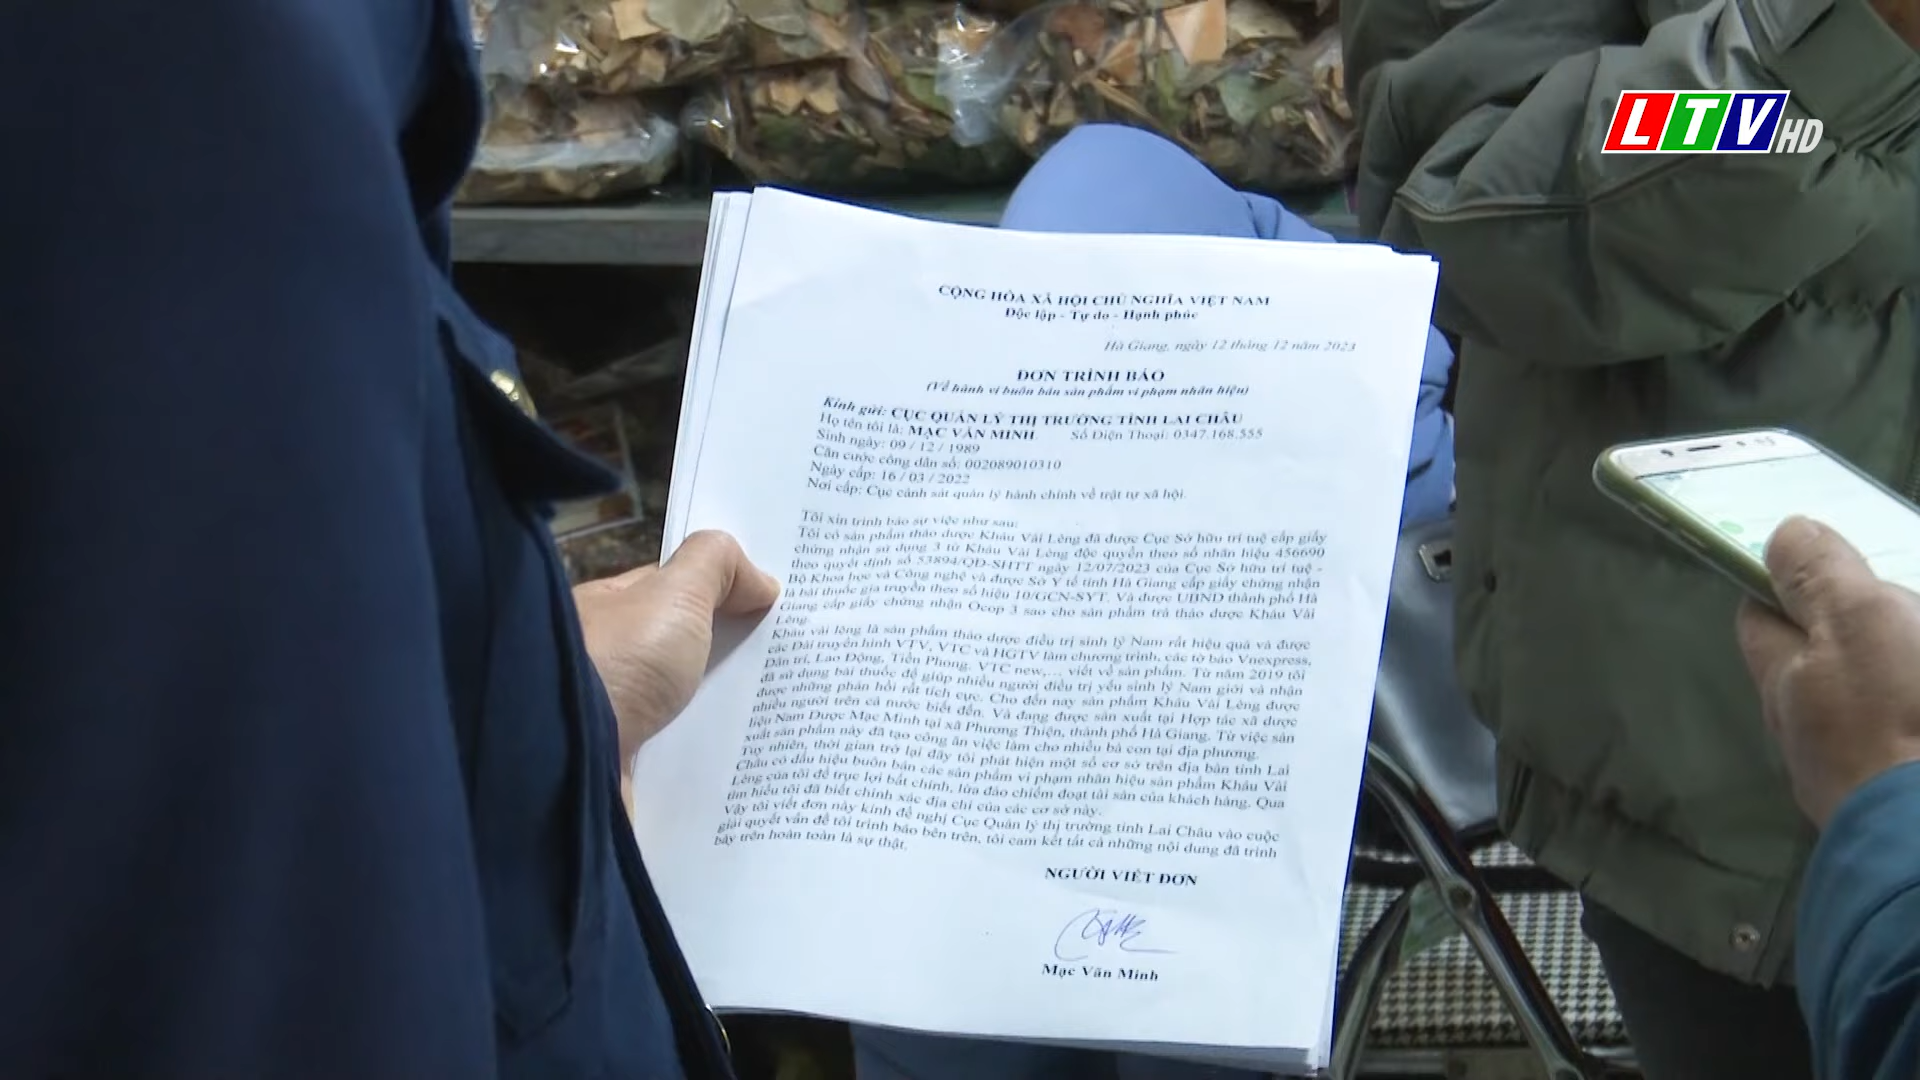 LTV HD
CỘNG HÒA XÃ HỘI CHỦ NGHĨA VIỆT NAM
Độc lập - Tự do - Hạnh phúc
Hà Giang, ngày 12 tháng 12 năm 2023
ĐƠN TRÌNH BÁO
(Về hành vi buôn bán sản phẩm vi phạm nhãn hiệu)
Kính gửi: CỤC QUẢN LÝ THỊ TRƯỜNG TỈNH LAI CHÂU
Họ tên tôi là: MẠC VĂN MINH Số Điện Thoại: 0347.168.555
Sinh ngày: 09 / 12 / 1989
Căn cước công dân số: 002089010310
Ngày cấp: 16 / 03 / 2022
Nơi cấp: Cục cảnh sát quản lý hành chính về trật tự xã hội.
Tôi xin trình báo sự việc như sau:
Tôi có sản phẩm thảo dược Khâu Vài Lèng đã được Cục Sở hữu trí tuệ cấp giấy
chứng nhận sử dụng 3 từ Khâu Vài Lèng độc quyền theo số nhãn hiệu 456690
theo quyết định số 53894/QĐ-SHTT ngày 12/07/2023 của Cục Sở hữu trí tuệ -
Bộ Khoa học và Công nghệ và được Sở Y tế tỉnh Hà Giang cấp giấy chứng nhận
là bài thuốc gia truyền theo số hiệu 10/GCN-SYT. Và được UBND thành phố Hà
Giang cấp giấy chứng nhận Ocop 3 sao cho sản phẩm trà thảo dược Khâu Vài
Lèng.
Khâu vài lèng là sản phẩm thảo dược điều trị sinh lý Nam rất hiệu quả và được
các Đài truyền hình VTV, VTC và HGTV làm chương trình, các tờ báo Vnexpress,
Dân trí, Lao Động, Tiền Phong. VTC new,... viết về sản phẩm. Từ năm 2019 tôi
đã sử dụng bài thuốc để giúp nhiều người điều trị yếu sinh lý Nam giới và nhận
được những phản hồi rất tích cực. Cho đến nay sản phẩm Khâu Vài Lèng được
nhiều người trên cả nước biết đến. Và đang được sản xuất tại Hợp tác xã dược
liệu Nam Dược Mạc Minh tại xã Phương Thiện, thành phố Hà Giang. Từ việc sản
xuất sản phẩm này đã tạo công ăn việc làm cho nhiều bà con tại địa phương.
Tuy nhiên, thời gian trở lại đây tôi phát hiện một số cơ sở trên địa bàn tỉnh Lai
Châu có dấu hiệu buôn bán các sản phẩm vi phạm nhãn hiệu sản phẩm Khâu Vài
Lèng của tôi để trục lợi bất chính, lừa đảo chiếm đoạt tài sản của khách hàng. Qua
tìm hiểu tôi đã biết chính xác địa chỉ của các cơ sở này.
Vậy tôi viết đơn này kính đề nghị Cục Quản lý thị trường tỉnh Lai Châu vào cuộc
giải quyết vấn đề tôi trình báo bên trên, tôi cam kết tất cả những nội dung đã trình
bày trên hoàn toàn là sự thật.
NGƯỜI VIẾT ĐƠN
Mạc Văn Minh